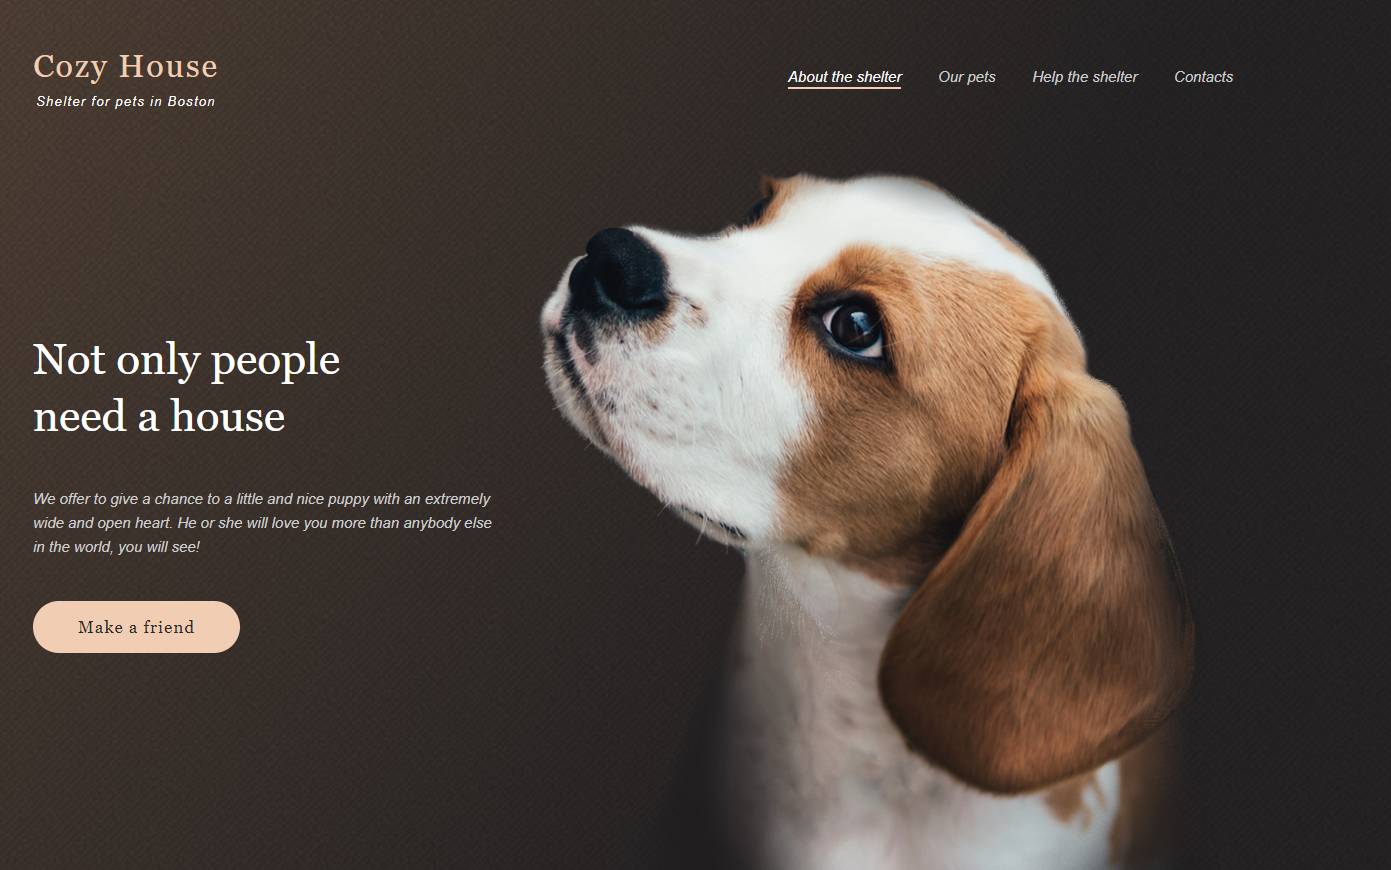 Cozy House
Shelter for pets in Boston
About the shelter
Our pets
Help the shelter
Contacts
Not only people
need a house
We offer to give a chance to a little and nice puppy with an extremely
wide and open heart. He or she will love you more than anybody else
in the world, you will see!
Make a friend